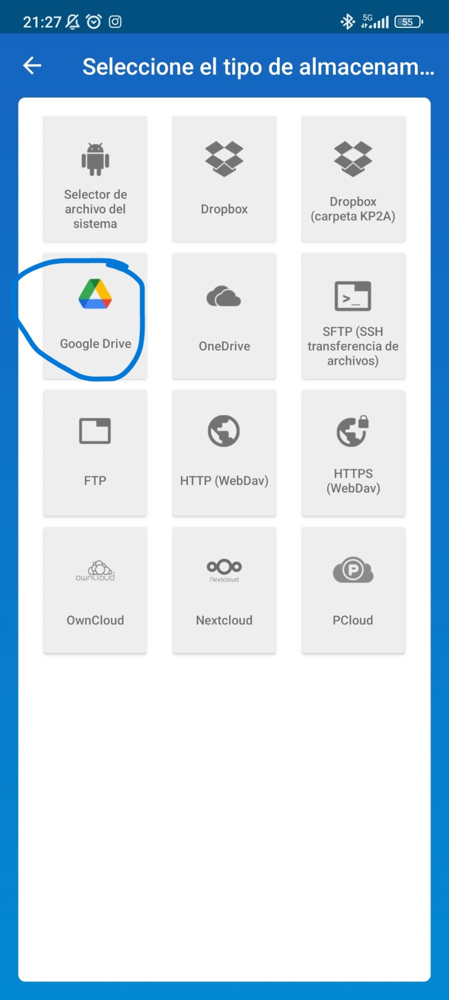 21:27
5G
55
Seleccione el tipo de almacenam...
Selector de
archivo del
sistema
Dropbox
Dropbox
(carpeta KP2A)
Google Drive
OneDrive
>_
SFTP (SSH
transferencia de
archivos)
FTP
HTTP (WebDav)
HTTPS
(WebDav)
ownCloud
OwnCloud
Nextcloud
Nextcloud
P
PCloud